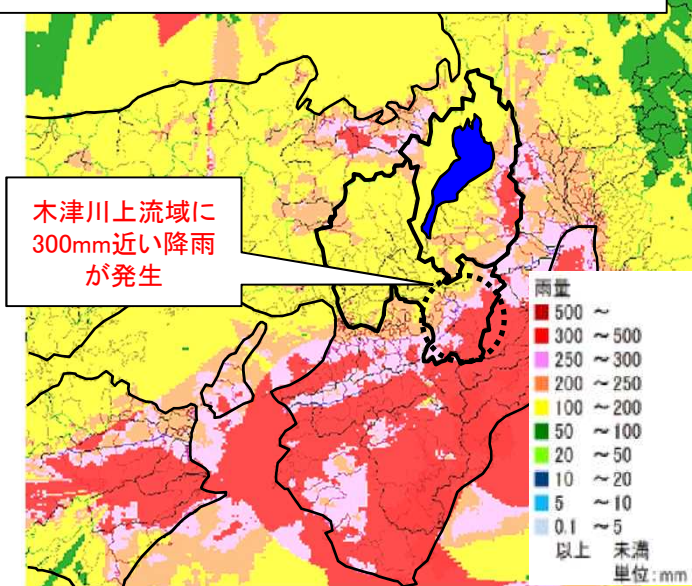 木津川上流域に
300mm近い降雨
が発生
雨量
500 ～
300 ～ 500
250 ～ 300
200 ～ 250
100 ～ 200
50 ～ 100
20 ～ 50
10 ～ 20
5 ～ 10
0.1 ～ 5
以上 未満
単位:mm